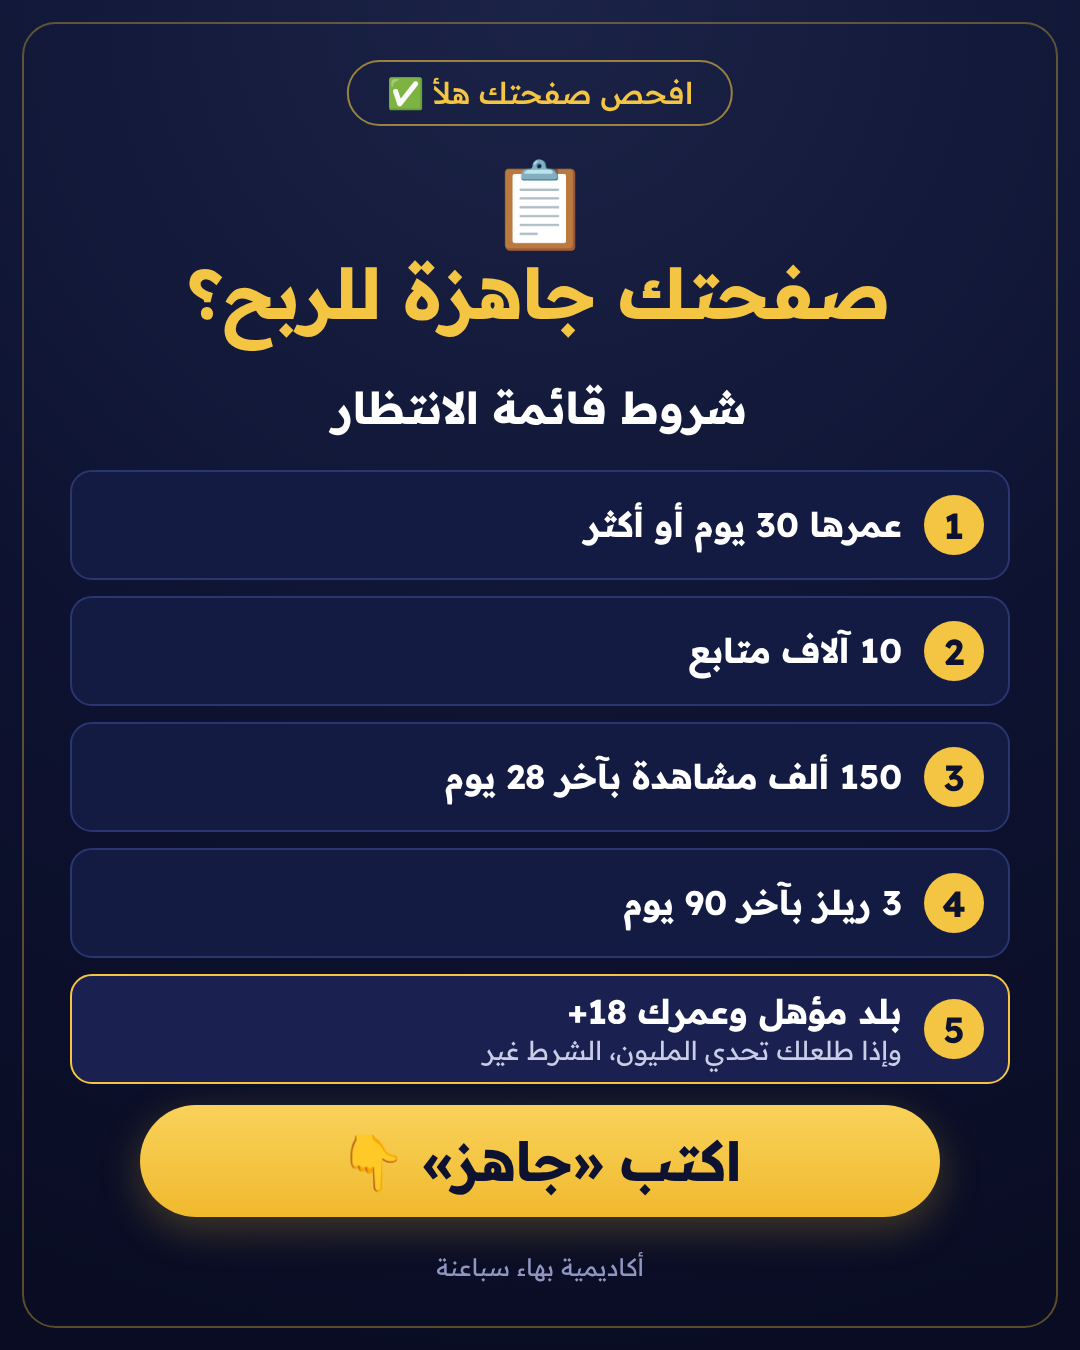 افحص صفحتك هلأ ✅
صفحتك جاهزة للربح؟
شروط قائمة الانتظار
1 عمرها 30 يوم أو أكثر
2 10 آلاف متابع
3 150 ألف مشاهدة بآخر 28 يوم
4 3 ريلز بآخر 90 يوم
5 بلد مؤهل وعمرك 18+
وإذا طلعلك تحدي المليون، الشرط غير
اكتب «جاهز» 👇
أكاديمية بهاء سباعنة